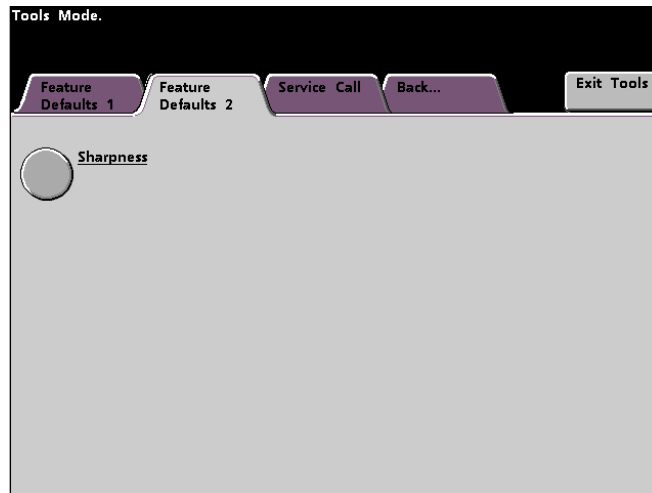 Tools Mode.
Feature
Defaults 1
Feature
Defaults 2
Service Call
Back...
Exit Tools
Sharpness